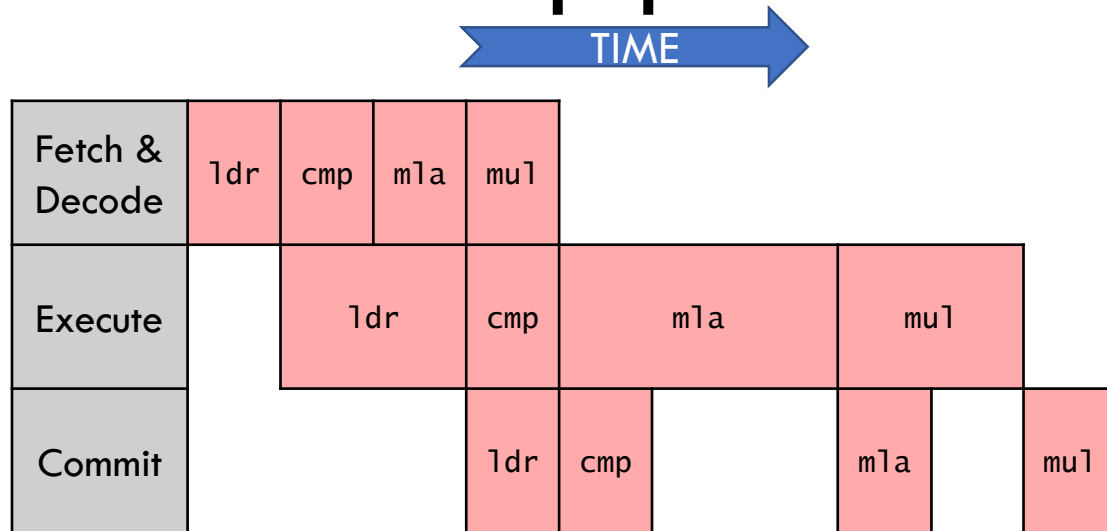 TIME
Fetch &
Decode
ldr cmp mla mul
Execute
ldr cmp mla mul
Commit
ldr cmp mla mul